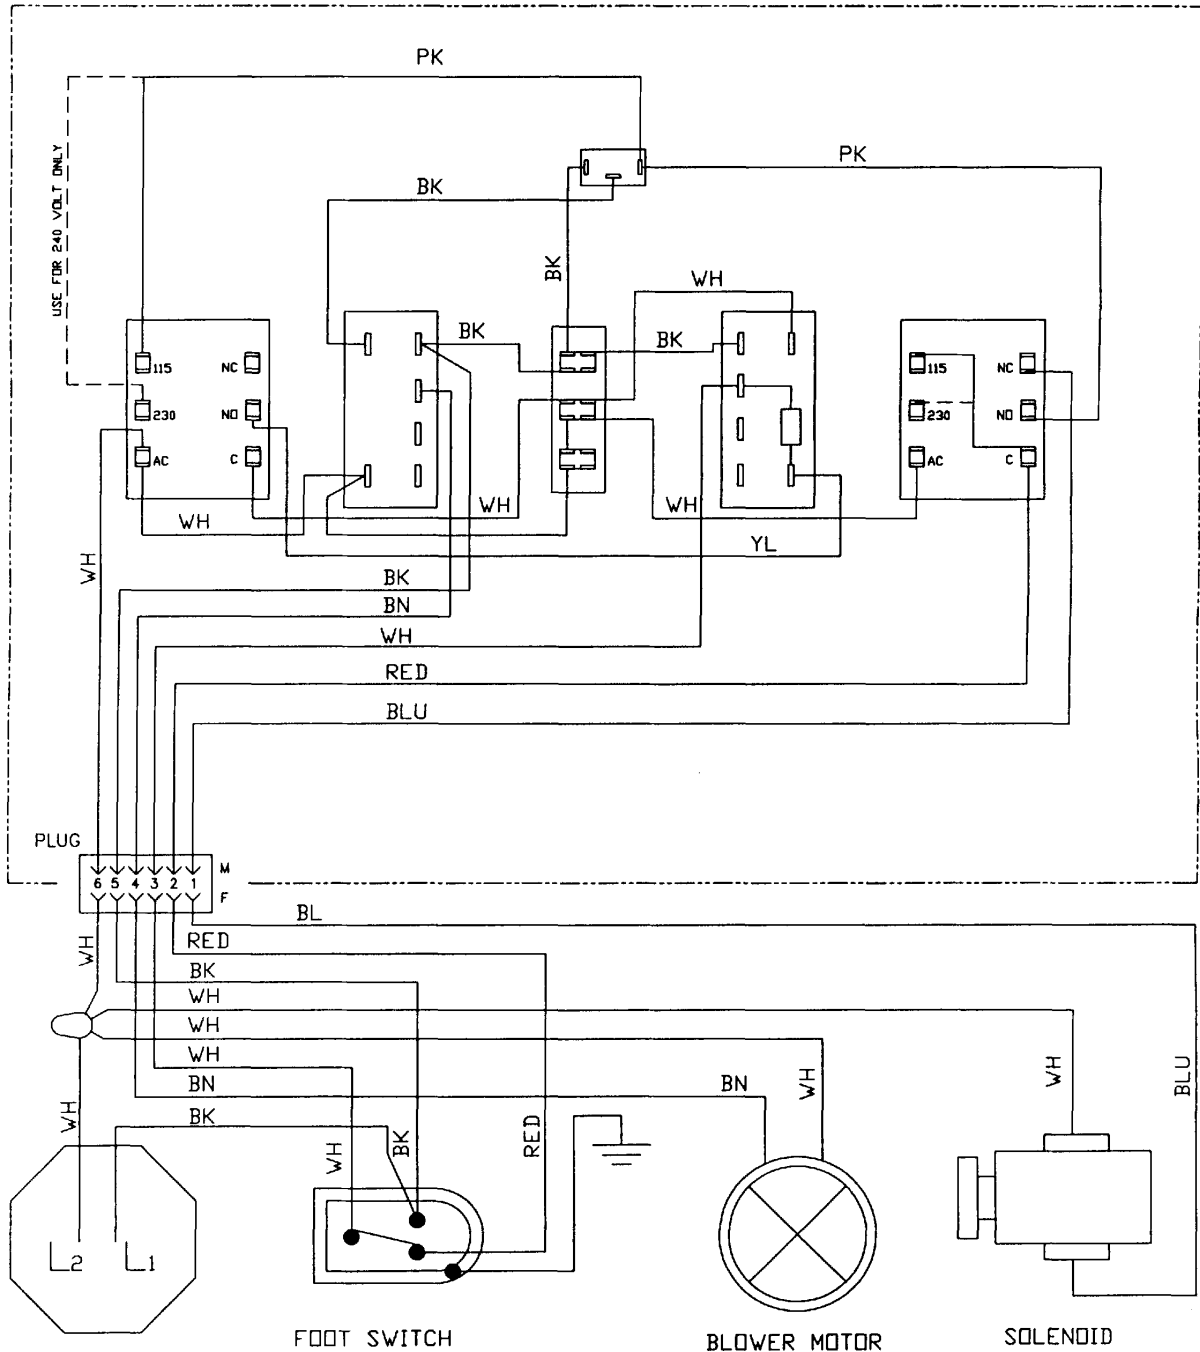 PK
PK
BK
USE FOR 240 VOLT ONLY
BK
WH
BK
BK
115
NC
115
NC
230
NO
230
NO
AC
C
AC
C
WH
WH
WH
YL
WH
BK
BN
WH
RED
BLU
PLUG
M
6 5 4 3 2 1
F
BL
WH
RED
BK
WH
WH
WH
BN
BN
WH
WH
BLU
WH
BK
WH
BK
RED
L2
L1
FOOT SWITCH
BLOWER MOTOR
SOLENOID